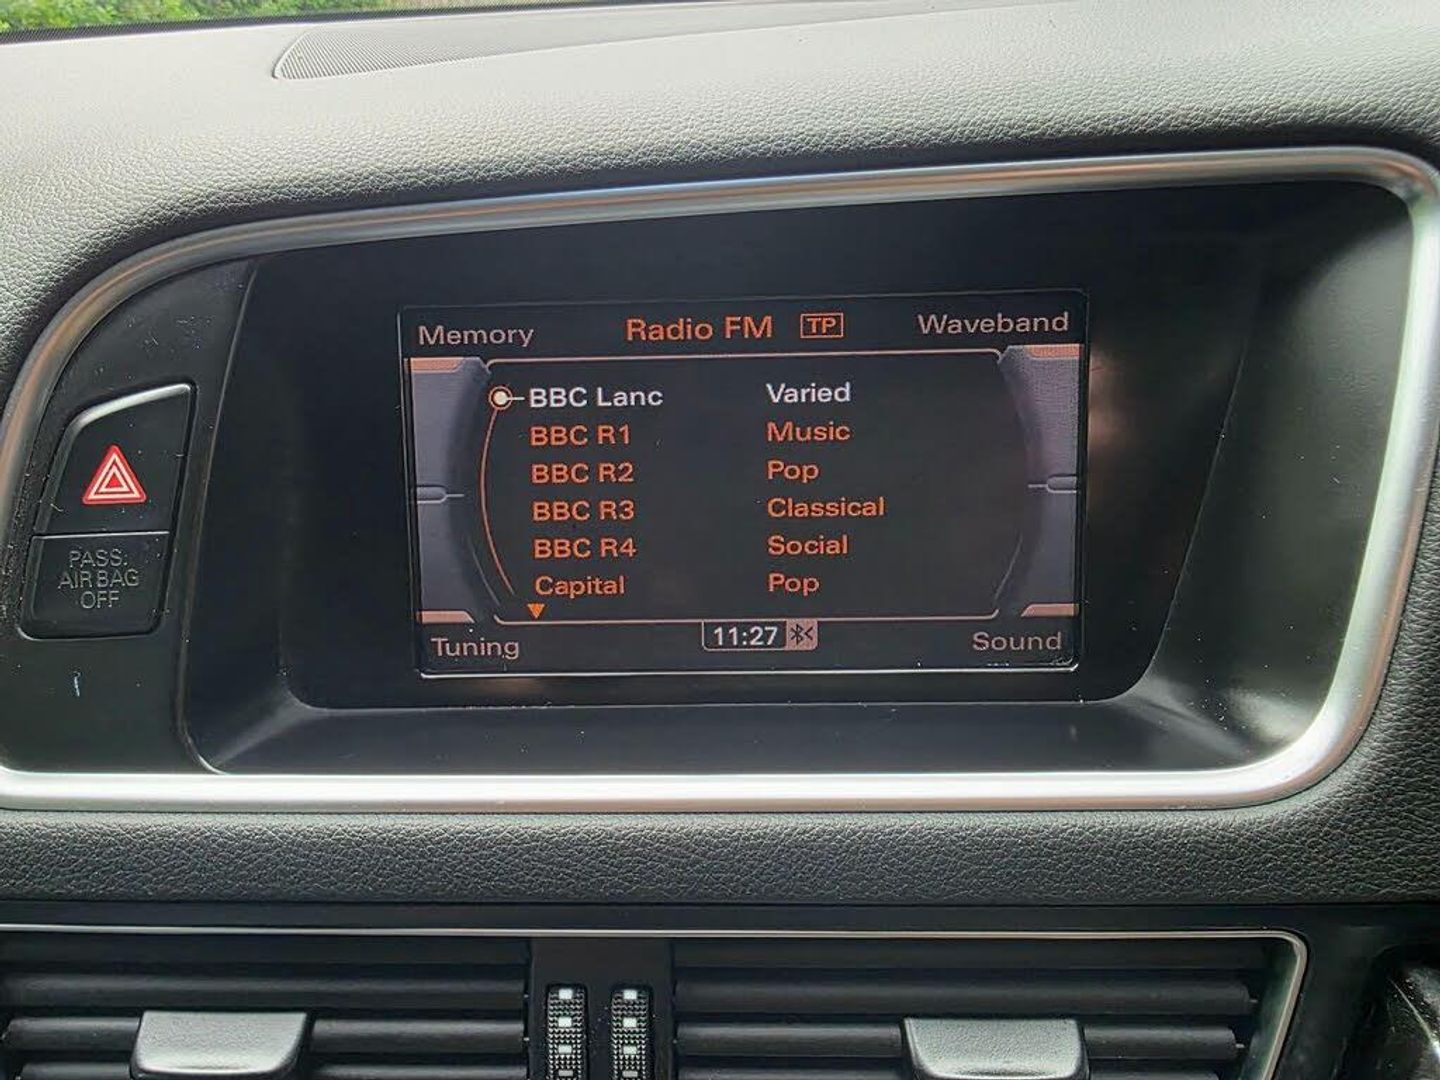 Memory Radio FM TP Waveband
BBC Lanc Varied
BBC R1 Music
BBC R2 Pop
BBC R3 Classical
BBC R4 Social
Capital Pop
Tuning 11:27 Sound
PASS.
AIR BAG
OFF